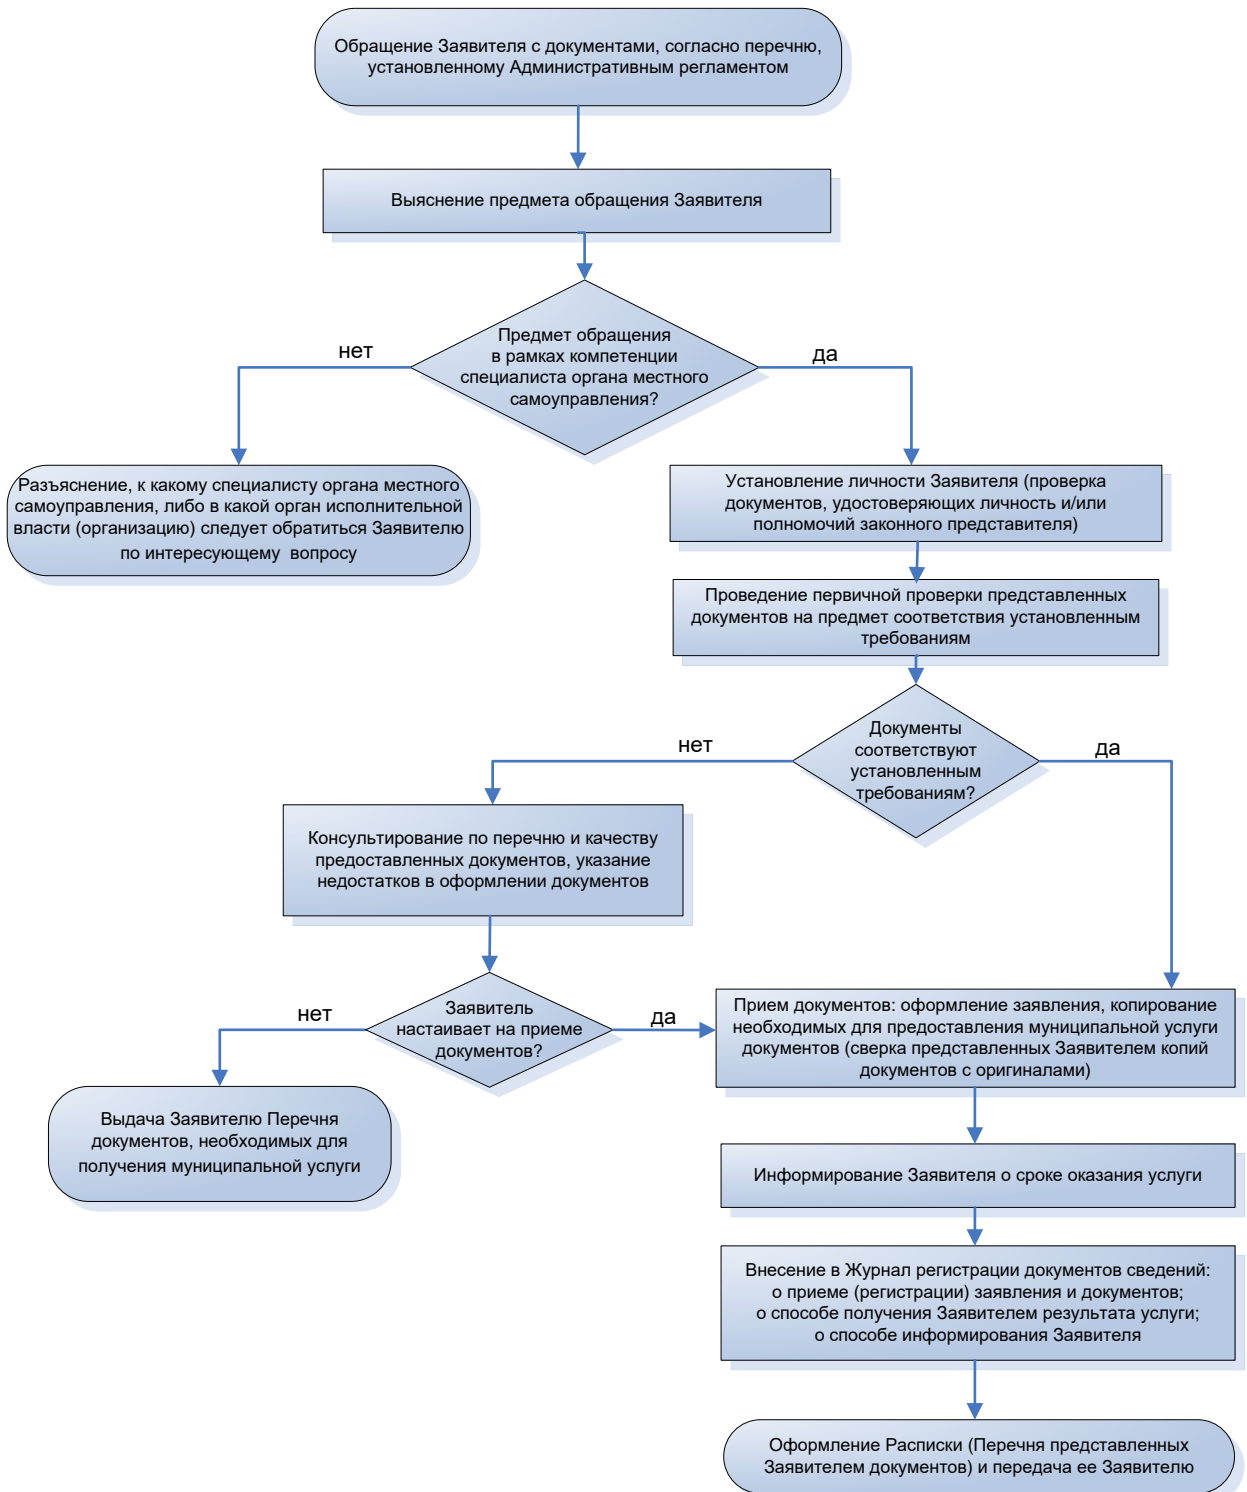 Обращение Заявителя с документами, согласно перечню,
установленному Административным регламентом
Выяснение предмета обращения Заявителя
Предмет обращения
в рамках компетенции
специалиста органа местного
самоуправления?
нет
да
Разъяснение, к какому специалисту органа местного
самоуправления, либо в какой орган исполнительной
власти (организацию) следует обратиться Заявителю
по интересующему вопросу
Установление личности Заявителя (проверка
документов, удостоверяющих личность и/или
полномочий законного представителя)
Проведение первичной проверки представленных
документов на предмет соответствия установленным
требованиям
Документы
соответствуют
установленным
требованиям?
нет
да
Консультирование по перечню и качеству
предоставленных документов, указание
недостатков в оформлении документов
Заявитель
настаивает на приеме
документов?
нет
да
Прием документов: оформление заявления, копирование
необходимых для предоставления муниципальной услуги
документов (сверка представленных Заявителем копий
документов с оригиналами)
Выдача Заявителю Перечня
документов, необходимых для
получения муниципальной услуги
Информирование Заявителя о сроке оказания услуги
Внесение в Журнал регистрации документов сведений:
о приеме (регистрации) заявления и документов;
о способе получения Заявителем результата услуги;
о способе информирования Заявителя
Оформление Расписки (Перечня представленных
Заявителем документов) и передача ее Заявителю